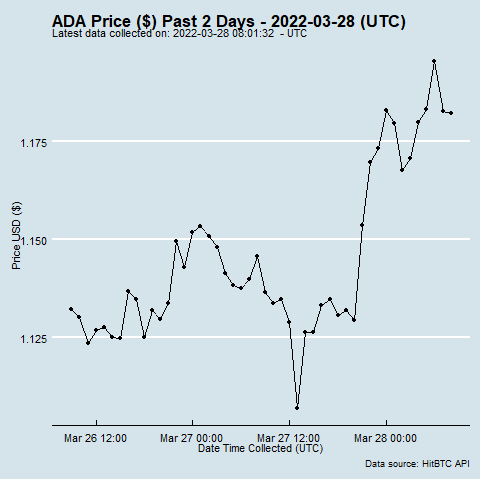 ADA Price ($) Past 2 Days - 2022-03-28 (UTC)
Latest data collected on: 2022-03-28 08:01:32  - UTC
1.175
1.150
1.125
Price USD ($)
Mar 26 12:00 Mar 27 00:00 Mar 27 12:00 Mar 28 00:00
Date Time Collected (UTC)
Data source: HitBTC API